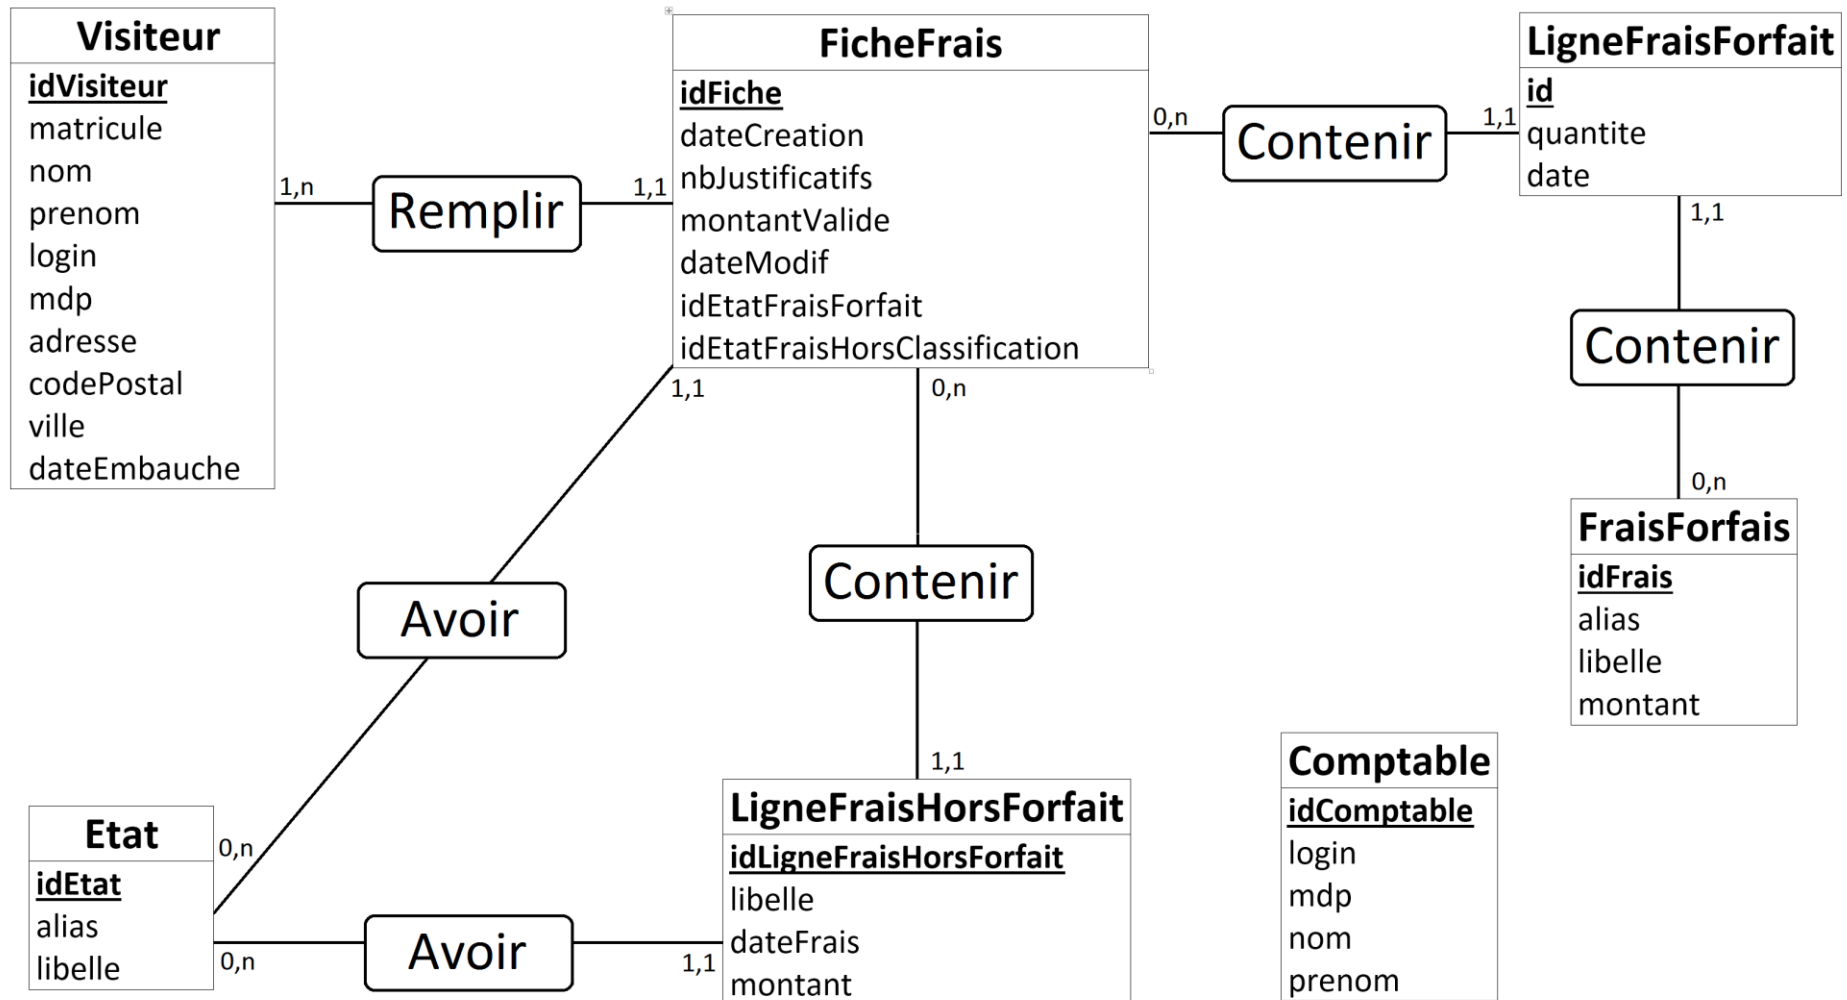 Visiteur
idVisiteur
matricule
nom
prenom
login
mdp
adresse
codePostal
ville
dateEmbauche
1,n
Remplir
1,1
FicheFrais
idFiche
dateCreation
nbJustificatifs
montantValide
dateModif
idEtatFraisForfait
idEtatFraisHorsClassification
0,n
Contenir
1,1
LigneFraisForfait
id
quantite
date
1,1
Contenir
0,n
FraisForfais
idFrais
alias
libelle
montant
1,1
Avoir
0,n
0,n
Contenir
1,1
Etat
idEtat
alias
libelle
0,n
Avoir
1,1
LigneFraisHorsForfait
idLigneFraisHorsForfait
libelle
dateFrais
montant
Comptable
idComptable
login
mdp
nom
prenom